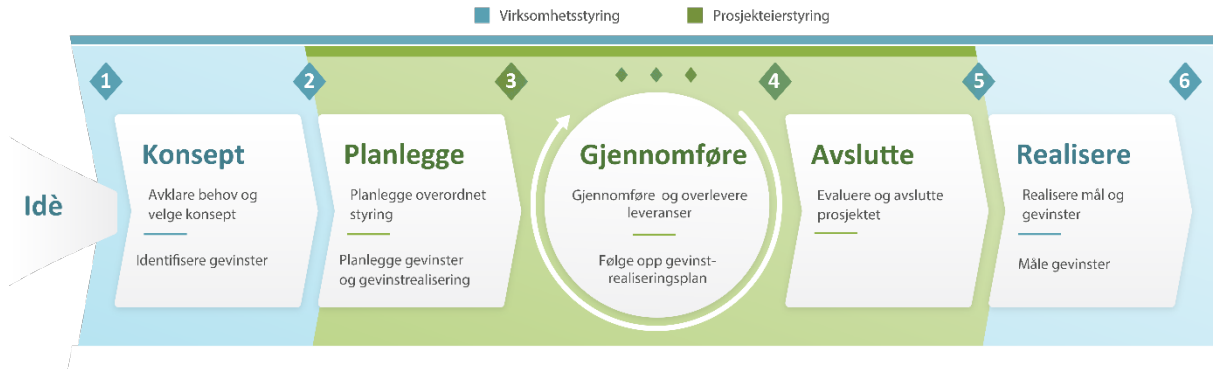 Virksomhetsstyring
Prosjekteierstyring
1
2
3
4
5
6
Idè
Konsept
Avklare behov og
velge konsept
Identifisere gevinster
Planlegge
Planlegge overordnet
styring
Planlegge gevinster
og gevinstrealisering
Gjennomføre
Gjennomføre og overlevere
leveranser
Følge opp gevinst-
realiseringsplan
Avslutte
Evaluere og avslutte
prosjektet
Realisere
Realisere mål og
gevinster
Måle gevinster